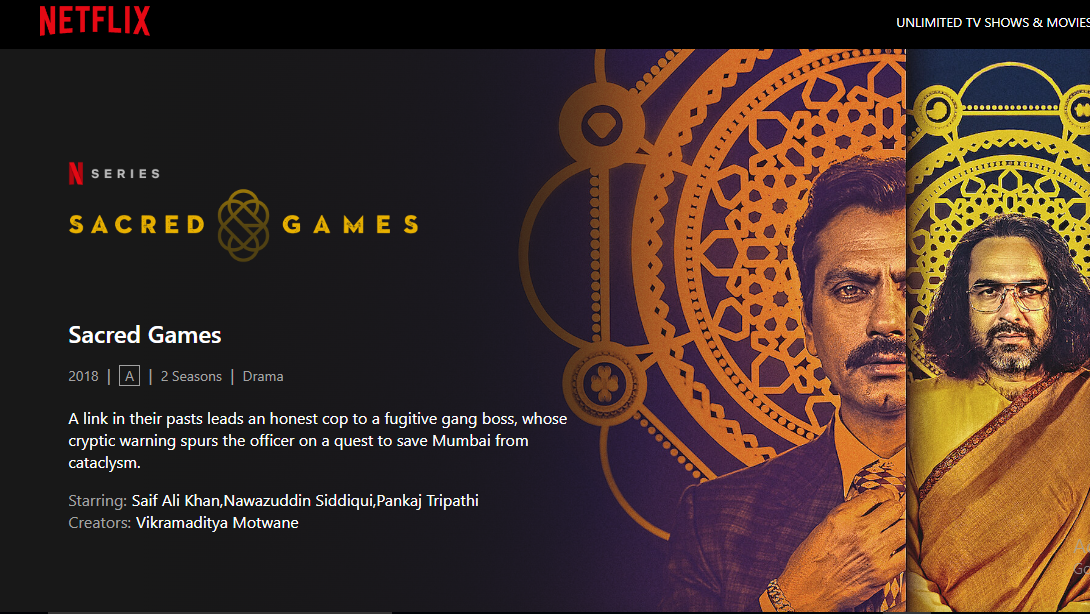 NETFLIX
UNLIMITED TV SHOWS & MOVIES
N SERIES
SACRED GAMES
Sacred Games
2018 | A | 2 Seasons | Drama
A link in their pasts leads an honest cop to a fugitive gang boss, whose
cryptic warning spurs the officer on a quest to save Mumbai from
cataclysm.
Starring: Saif Ali Khan,Nawazuddin Siddiqui,Pankaj Tripathi
Creators: Vikramaditya Motwane